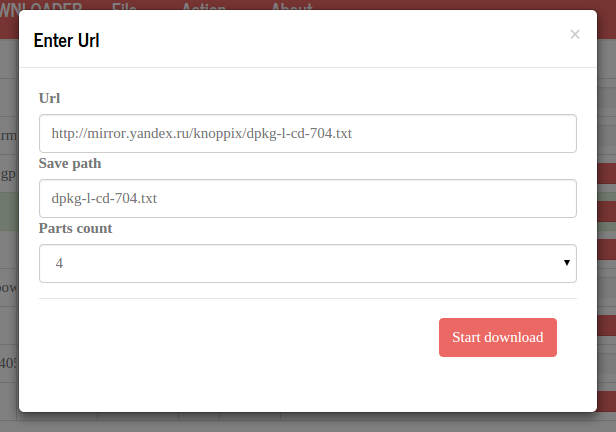 WNLOADER File Action About
Enter Url
×
Url
http://mirror.yandex.ru/knoppix/dpkg-l-cd-704.txt
Save path
dpkg-l-cd-704.txt
Parts count
4
Start download